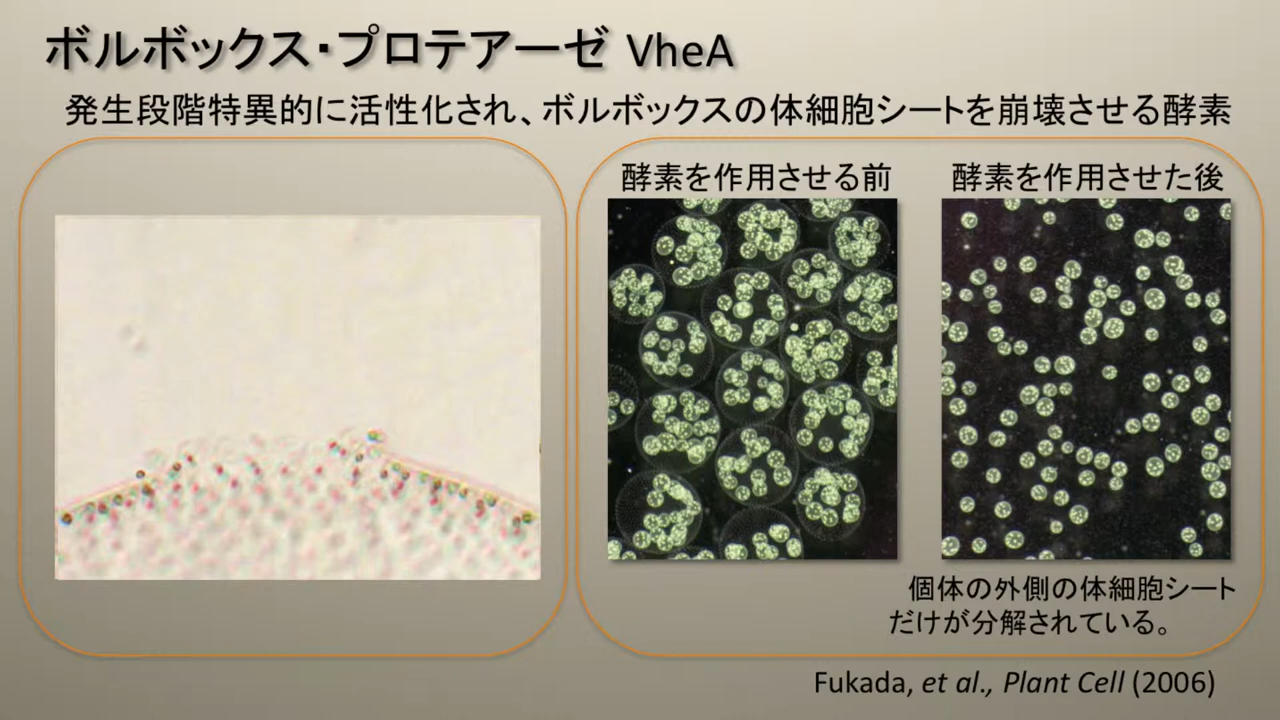 ボルボックス・プロテアーゼ VheA
発生段階特異的に活性化され、ボルボックスの体細胞シートを崩壊させる酵素
酵素を作用させる前
酵素を作用させた後
個体の外側の体細胞シート
だけが分解されている。
Fukada, et al., Plant Cell (2006)